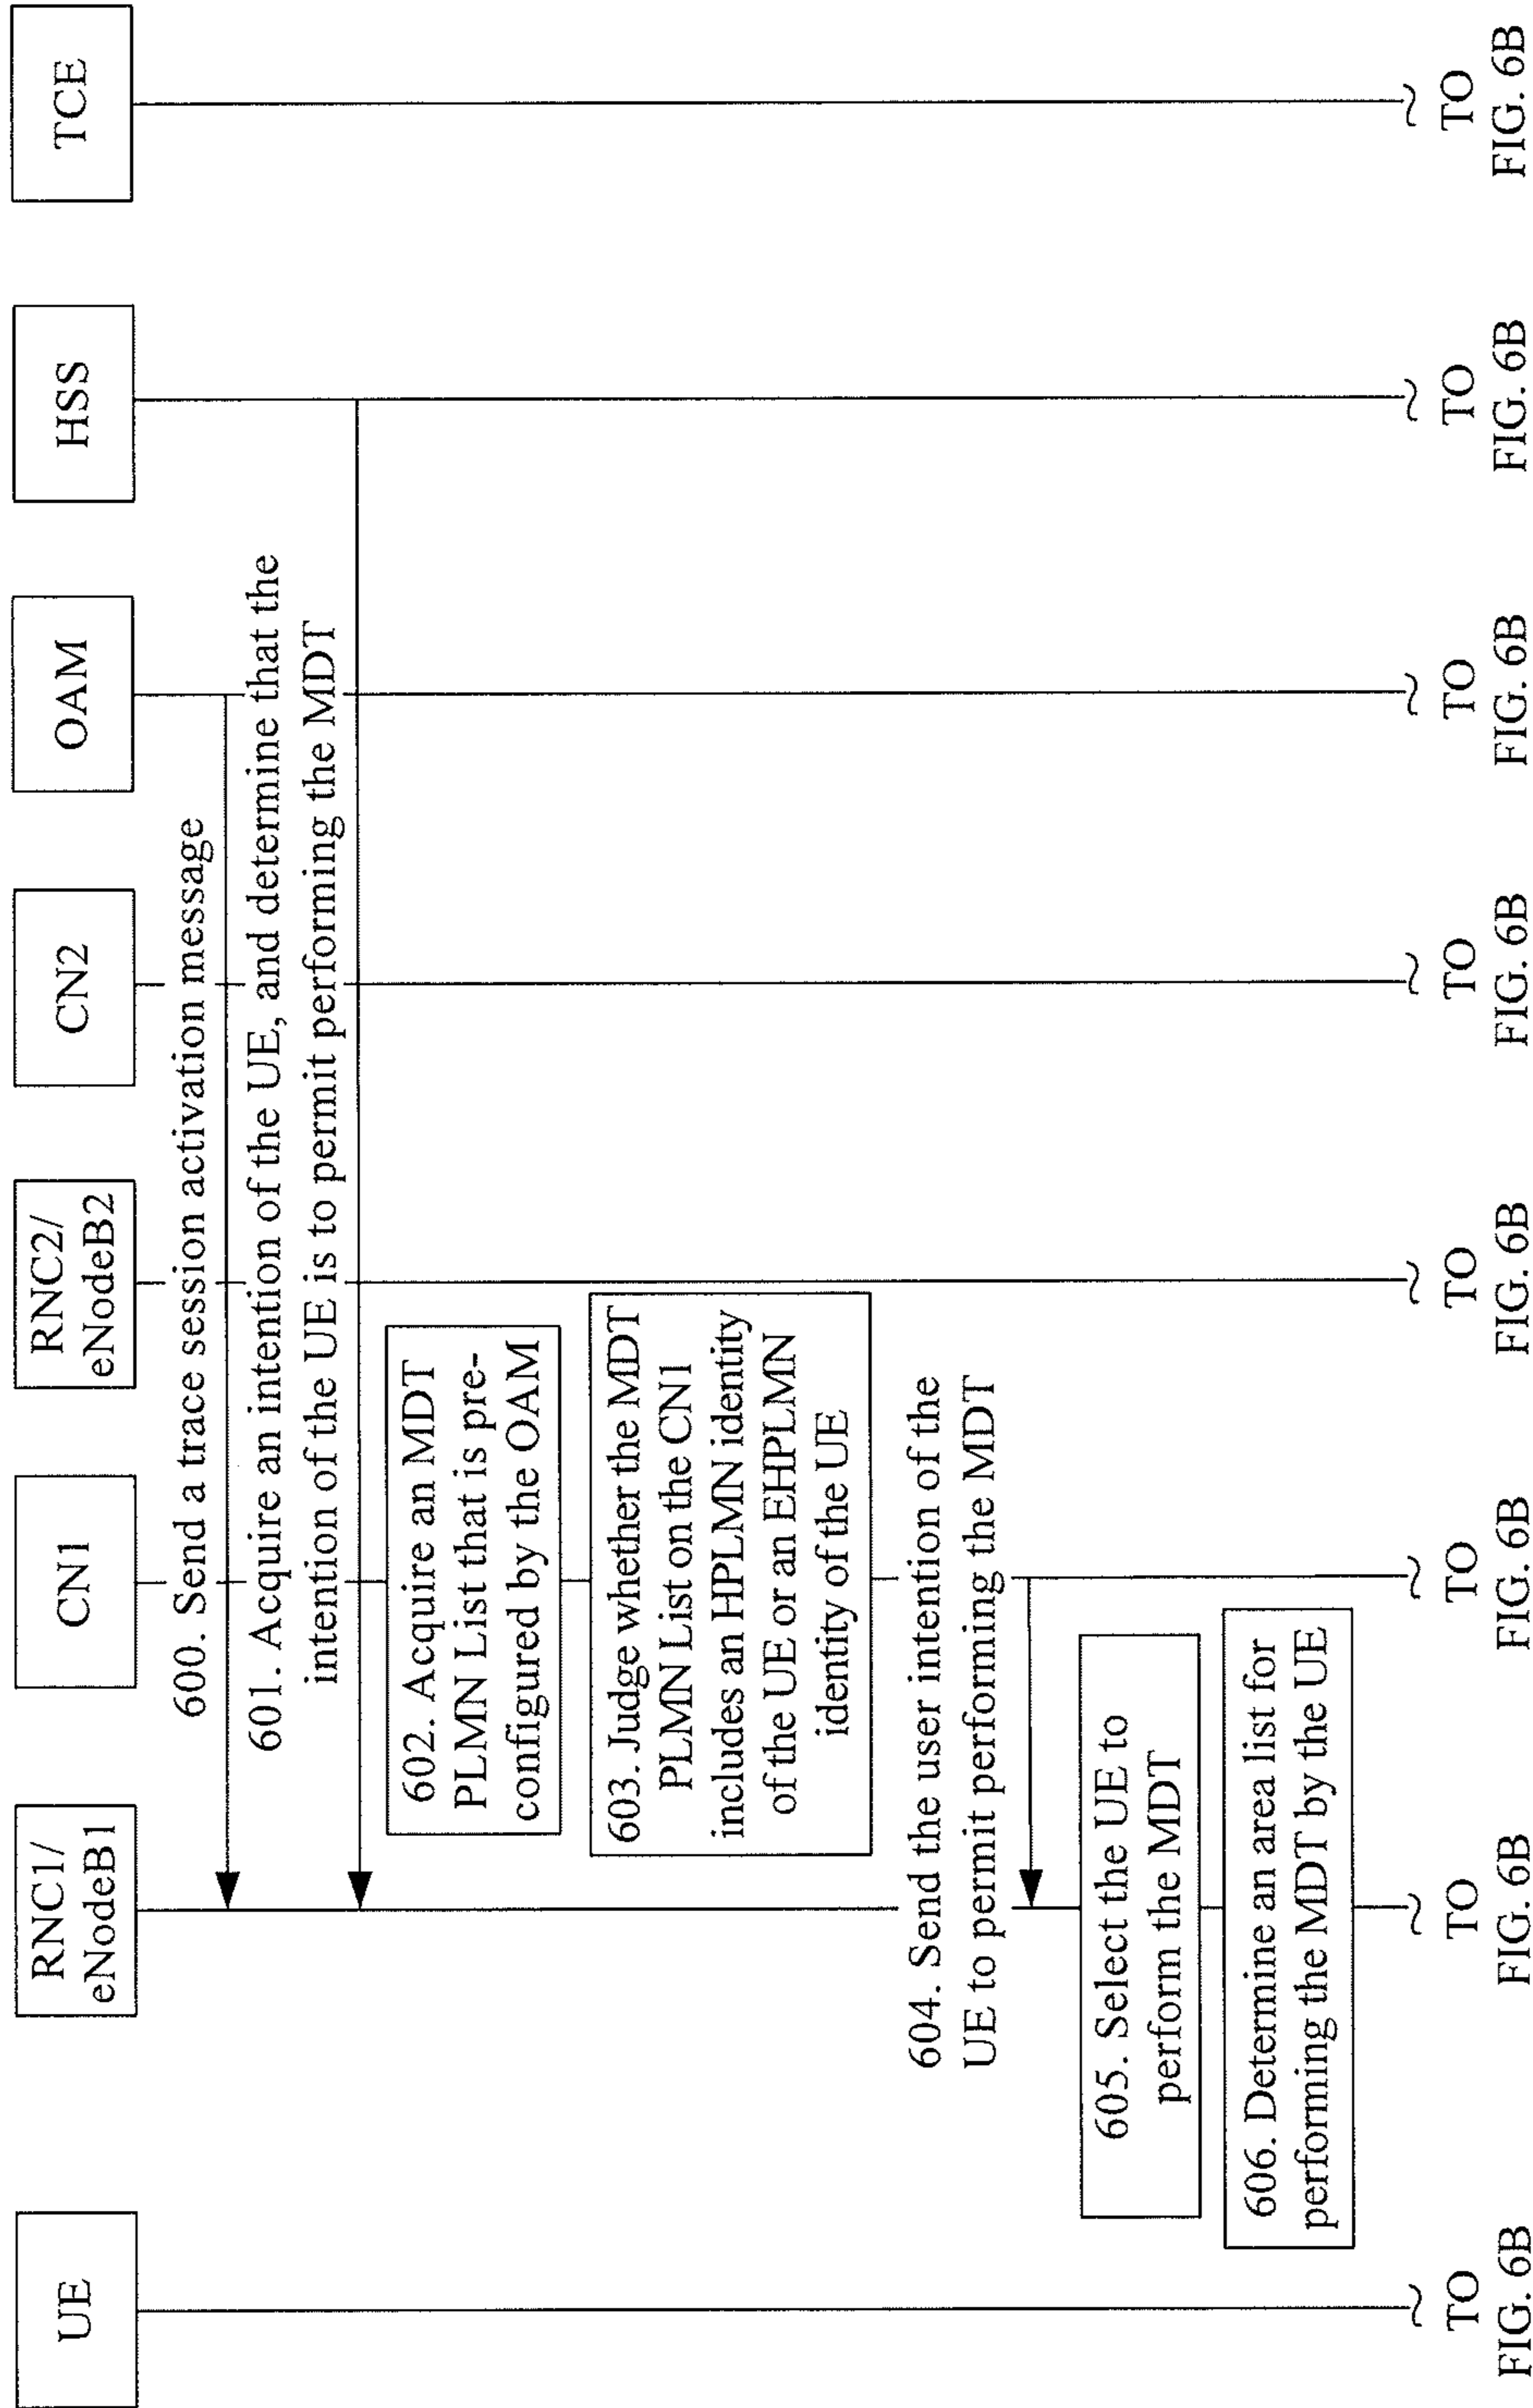 UE
RNC1/
eNodeB1
CN1
RNC2/
eNodeB2
CN2
OAM
HSS
TCE
600. Send a trace session activation message
601. Acquire an intention of the UE, and determine that the
intention of the UE is to permit performing the MDT
602. Acquire an MDT
PLMN List that is pre-
configured by the OAM
603. Judge whether the MDT
PLMN List on the CN1
includes an HPLMN identity
of the UE or an EHPLMN
identity of the UE
604. Send the user intention of the
UE to permit performing the MDT
605. Select the UE to
perform the MDT
606. Determine an area list for
performing the MDT by the UE
TO
FIG. 6B
TO
FIG. 6B
TO
FIG. 6B
TO
FIG. 6B
TO
FIG. 6B
TO
FIG. 6B
TO
FIG. 6B
TO
FIG. 6B